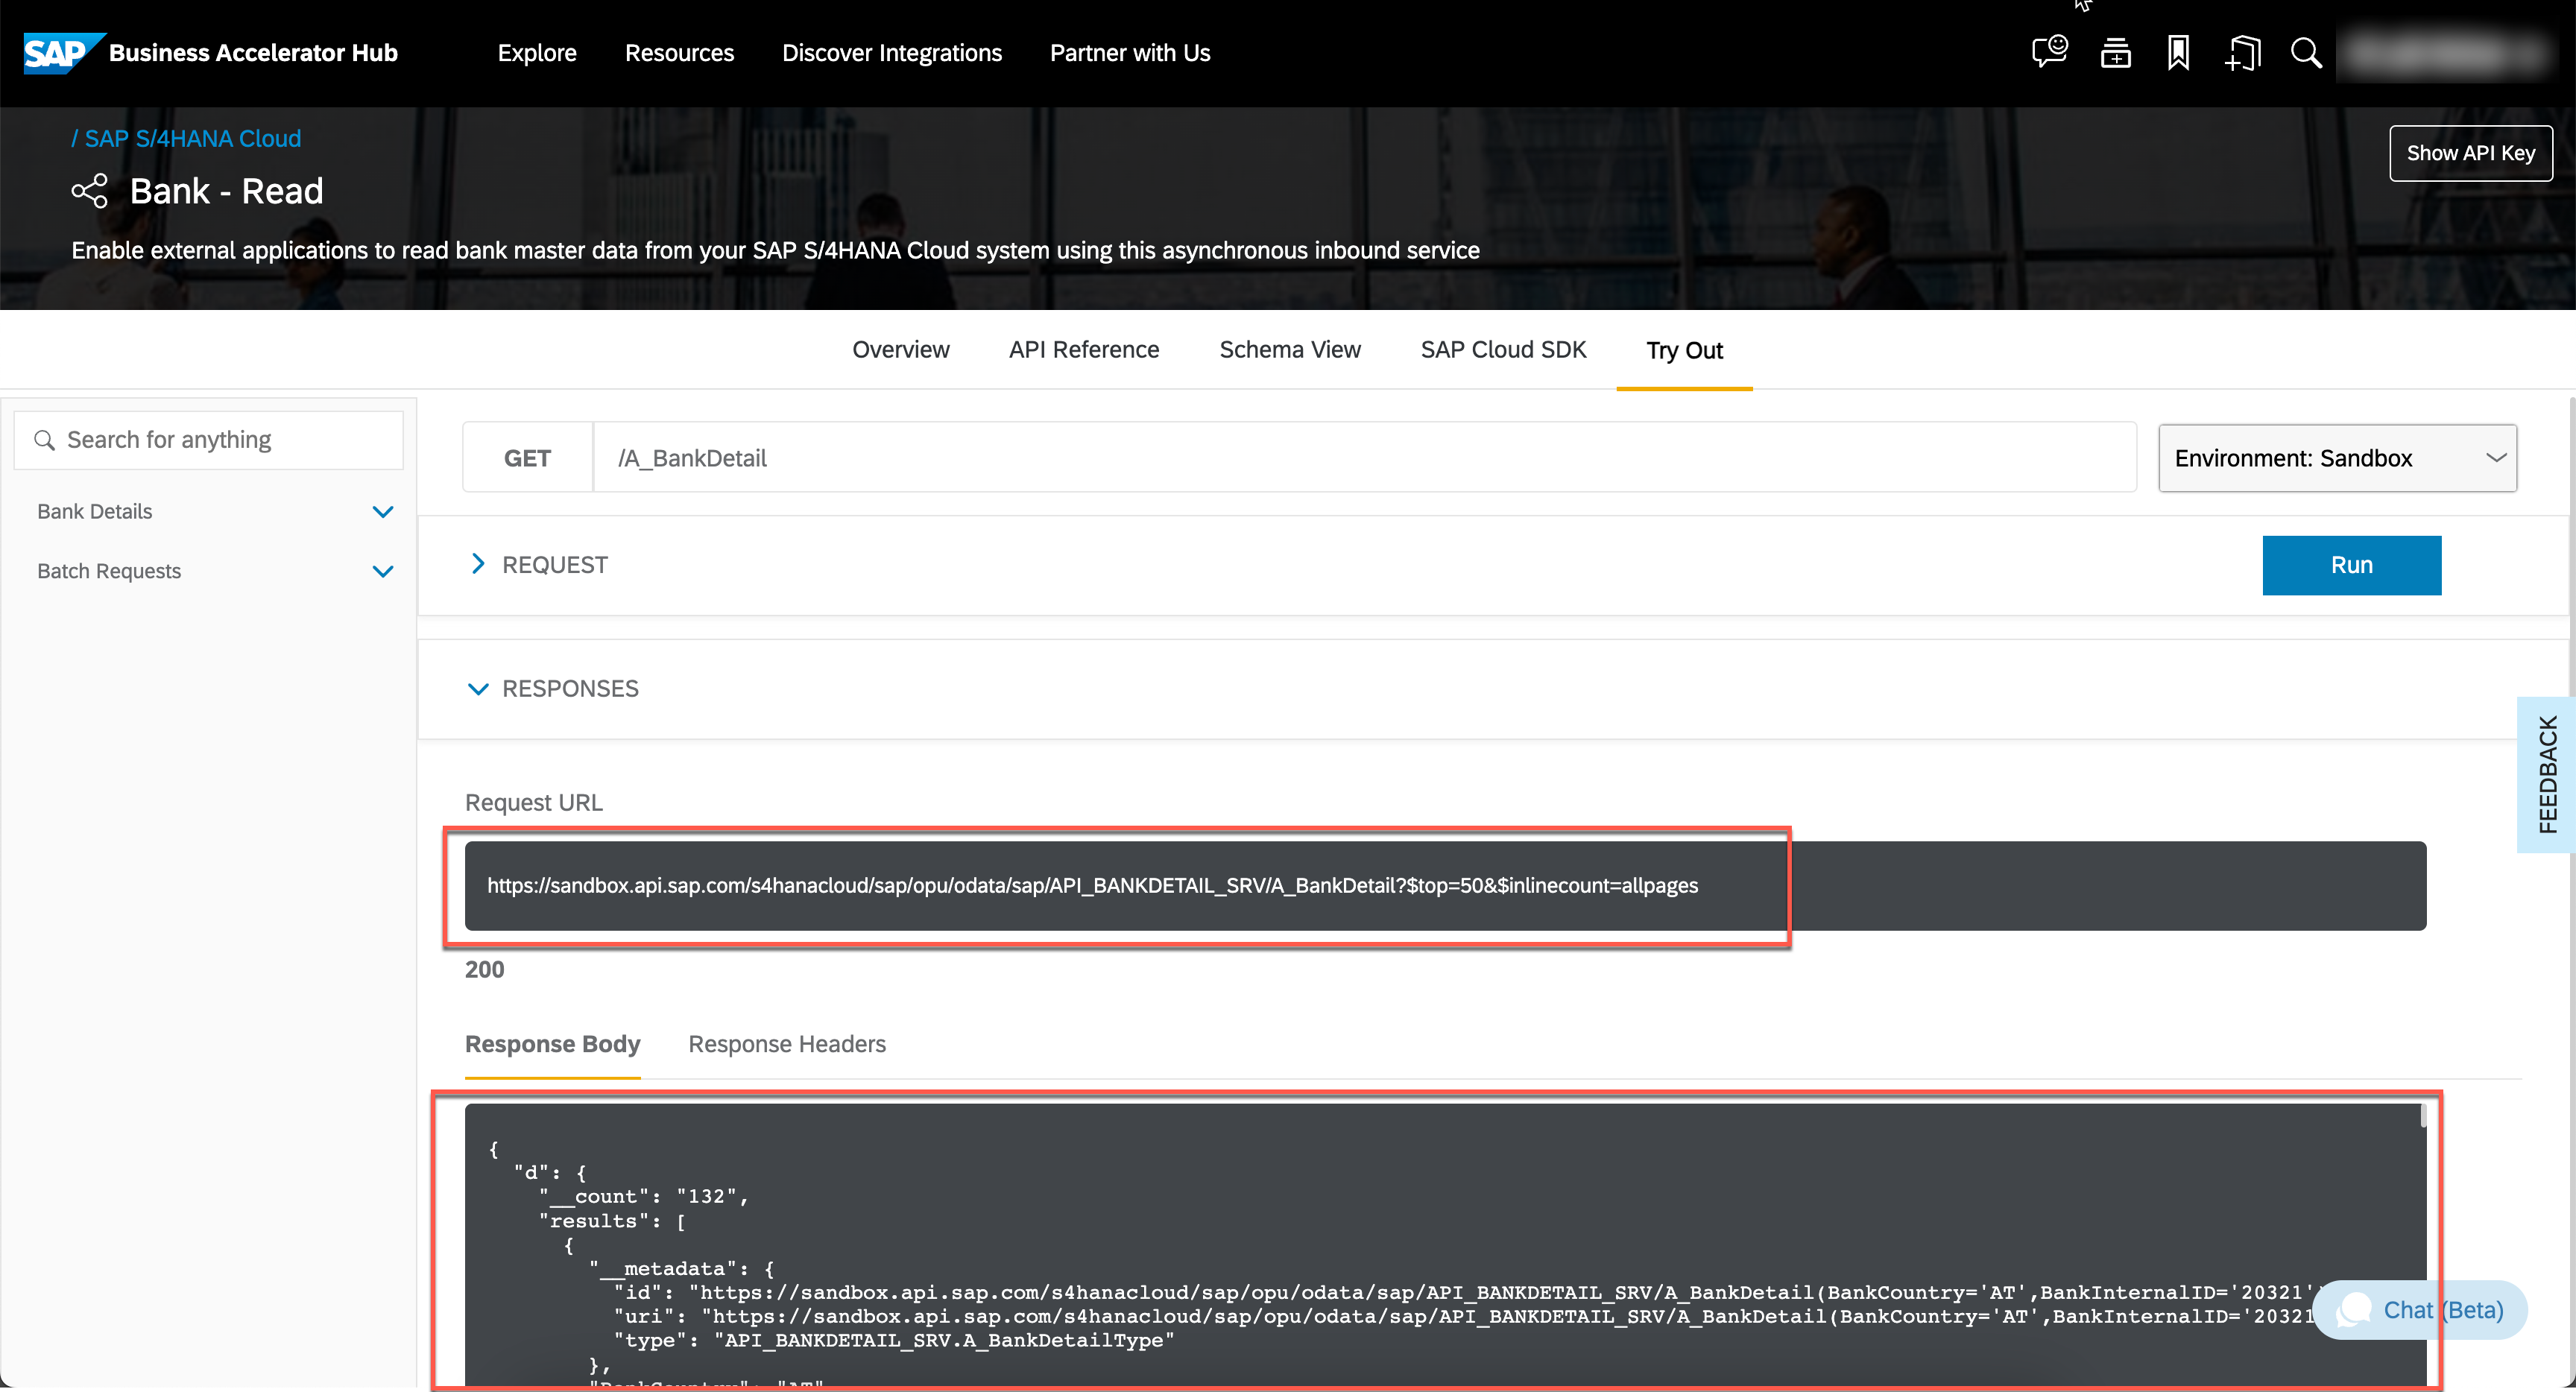 SAP Business Accelerator Hub Explore Resources Discover Integrations Partner with Us
/ SAP S/4HANA Cloud
Show API Key
Bank - Read
Enable external applications to read bank master data from your SAP S/4HANA Cloud system using this asynchronous inbound service
Overview API Reference Schema View SAP Cloud SDK Try Out
Search for anything
Bank Details
Batch Requests
GET /A_BankDetail Environment: Sandbox
REQUEST Run
RESPONSES
FEEDBACK
Request URL
https://sandbox.api.sap.com/s4hanacloud/sap/opu/odata/sap/API_BANKDETAIL_SRV/A_BankDetail?$top=50&$inlinecount=allpages
200
Response Body Response Headers
{
"d": {
"__count": "132",
"results": [
{
"__metadata": {
"id": "https://sandbox.api.sap.com/s4hanacloud/sap/opu/odata/sap/API_BANKDETAIL_SRV/A_BankDetail(BankCountry='AT',BankInternalID='20321'
"uri": "https://sandbox.api.sap.com/s4hanacloud/sap/opu/odata/sap/API_BANKDETAIL_SRV/A_BankDetail(BankCountry='AT',BankInternalID='20321
"type": "API_BANKDETAIL_SRV.A_BankDetailType"
},
Chat (Beta)